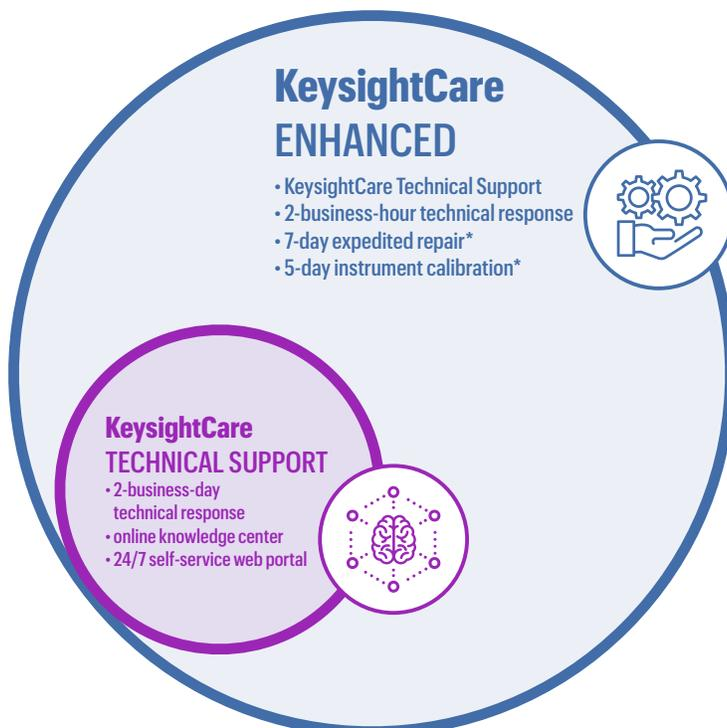 KeysightCare
ENHANCED
• KeysightCare Technical Support
• 2-business-hour technical response
• 7-day expedited repair*
• 5-day instrument calibration*
KeysightCare
TECHNICAL SUPPORT
• 2-business-day
technical response
• online knowledge center
• 24/7 self-service web portal